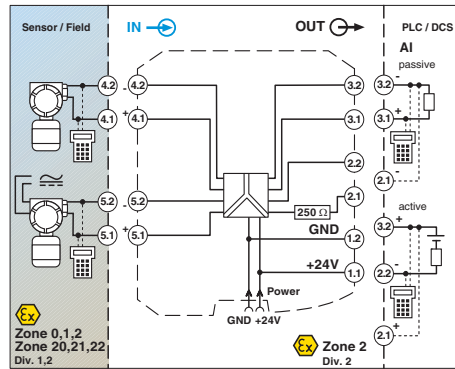 Sensor / Field
IN
OUT
PLC / DCS
AI
passive
4.2
-
4.2
3.2
3.2
-
4.1
+
4.1
3.1
3.1
+
2.2
5.2
-
5.2
2.1
2.1
-
250 Ω
active
GND
1.2
3.2
+
5.1
+
5.1
+24V
1.1
2.2
-
Power
GND +24V
2.1
+
Ex
Zone 0,1,2
Zone 20,21,22
Div. 1,2
Ex
Zone 2
Div. 2